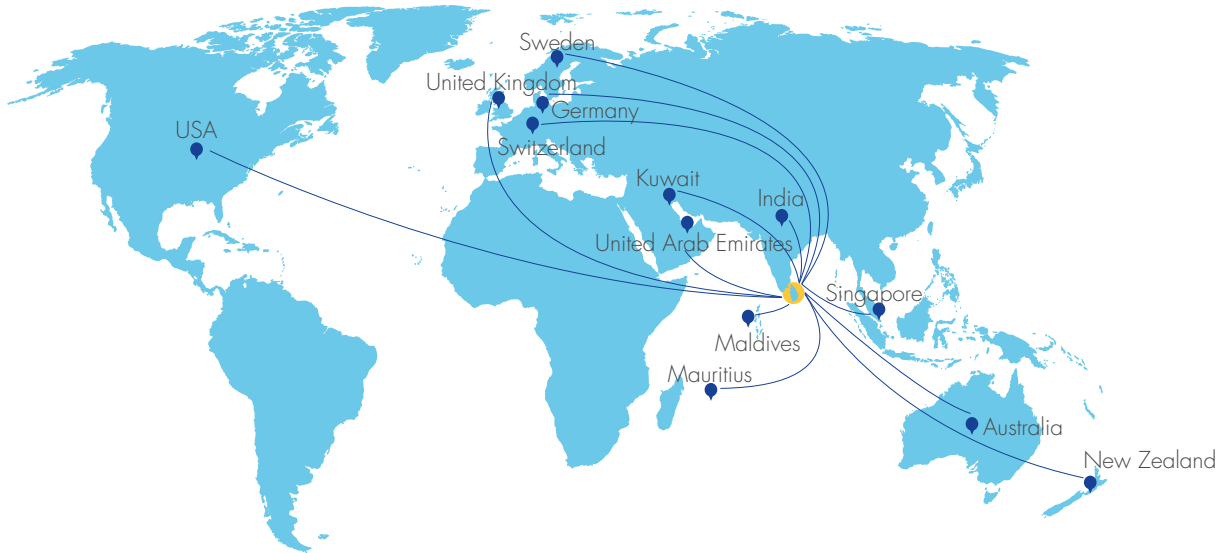 Sweden
United Kingdom
Germany
USA
Switzerland
Kuwait
India
United Arab Emirates
Singapore
Maldives
Mauritius
Australia
New Zealand